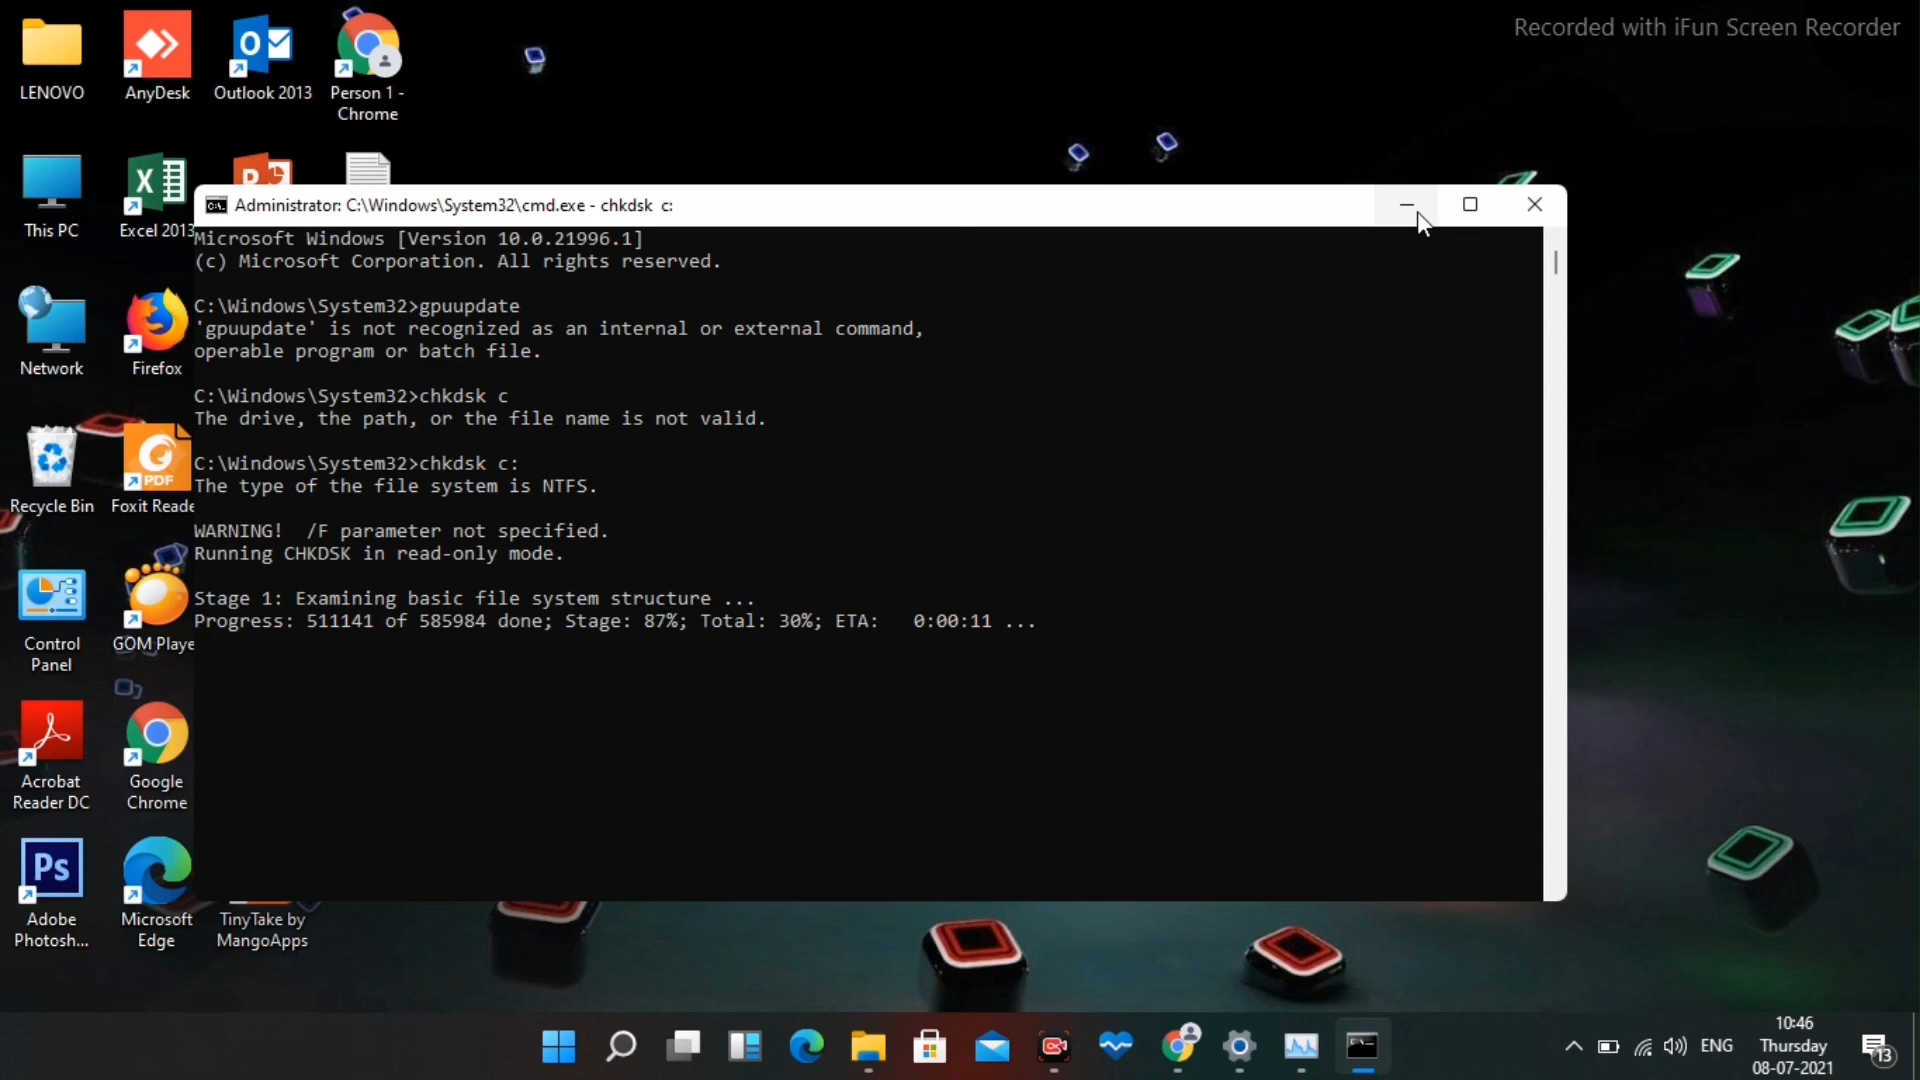 Recorded with iFun Screen Recorder
LENOVO
AnyDesk
Outlook 2013
Person 1 -
Chrome
This PC
Excel 2013
Network
Firefox
Recycle Bin
Foxit Reade
Control
Panel
GOM Playe
Acrobat
Reader DC
Google
Chrome
Adobe
Photosh...
Microsoft
Edge
TinyTake by
MangoApps
PDF
Ps
Administrator: C:\Windows\System32\cmd.exe - chkdsk  c:
Microsoft Windows [Version 10.0.21996.1]
(c) Microsoft Corporation. All rights reserved.
C:\Windows\System32>gpuupdate
'gpuupdate' is not recognized as an internal or external command,
operable program or batch file.
C:\Windows\System32>chkdsk c
The drive, the path, or the file name is not valid.
C:\Windows\System32>chkdsk c:
The type of the file system is NTFS.
WARNING!  /F parameter not specified.
Running CHKDSK in read-only mode.
Stage 1: Examining basic file system structure ...
Progress: 511141 of 585984 done; Stage: 87%; Total: 30%; ETA:   0:00:11 ...
ENG
10:46
Thursday
08-07-2021
13